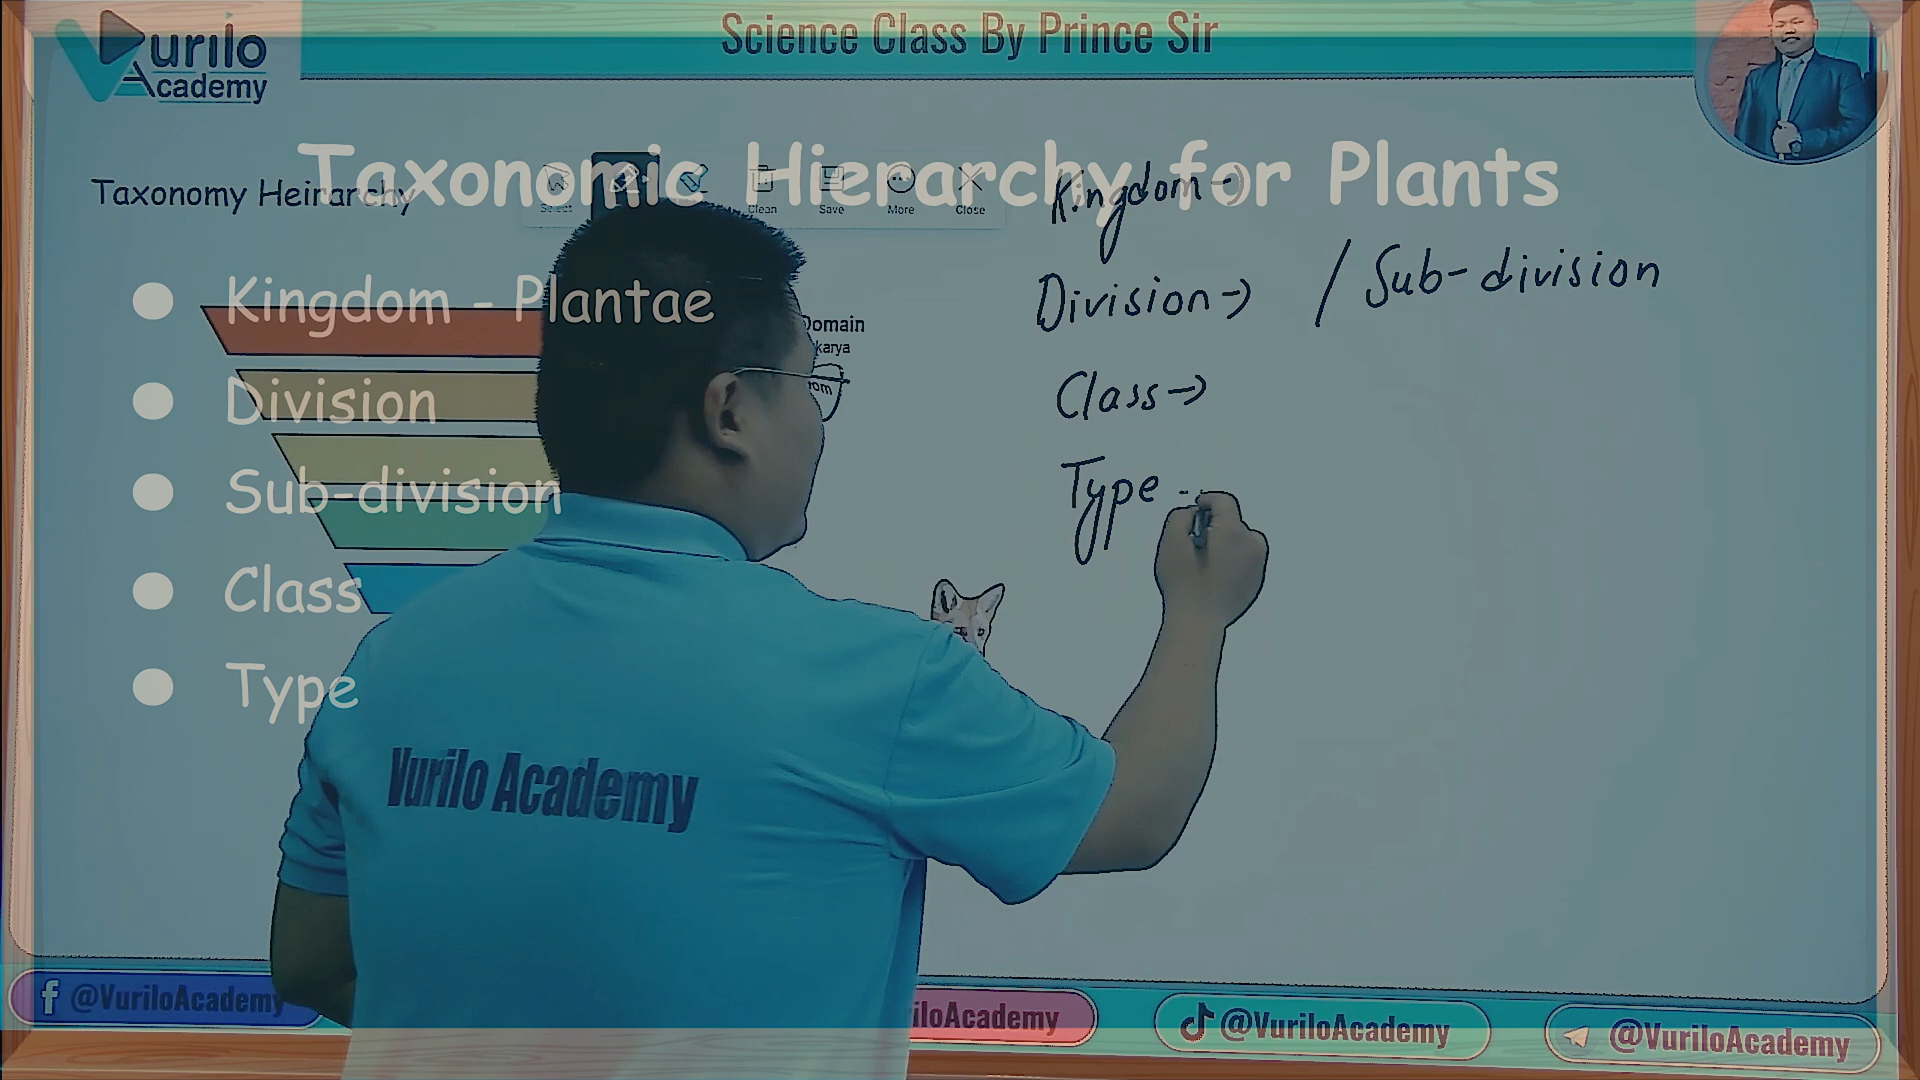 Vurilo
Academy
Science Class By Prince Sir
Taxonomic Hierarchy for Plants
Taxonomy Heirarchy
Select
Clean
Save
More
Close
Kingdom →
Division → / Sub-division
Class →
Type -
Kingdom - Plantae
Division
Sub-division
Class
Type
Domain
karya
om
Vurilo Academy
@VuriloAcademy
iloAcademy
@VuriloAcademy
@VuriloAcademy